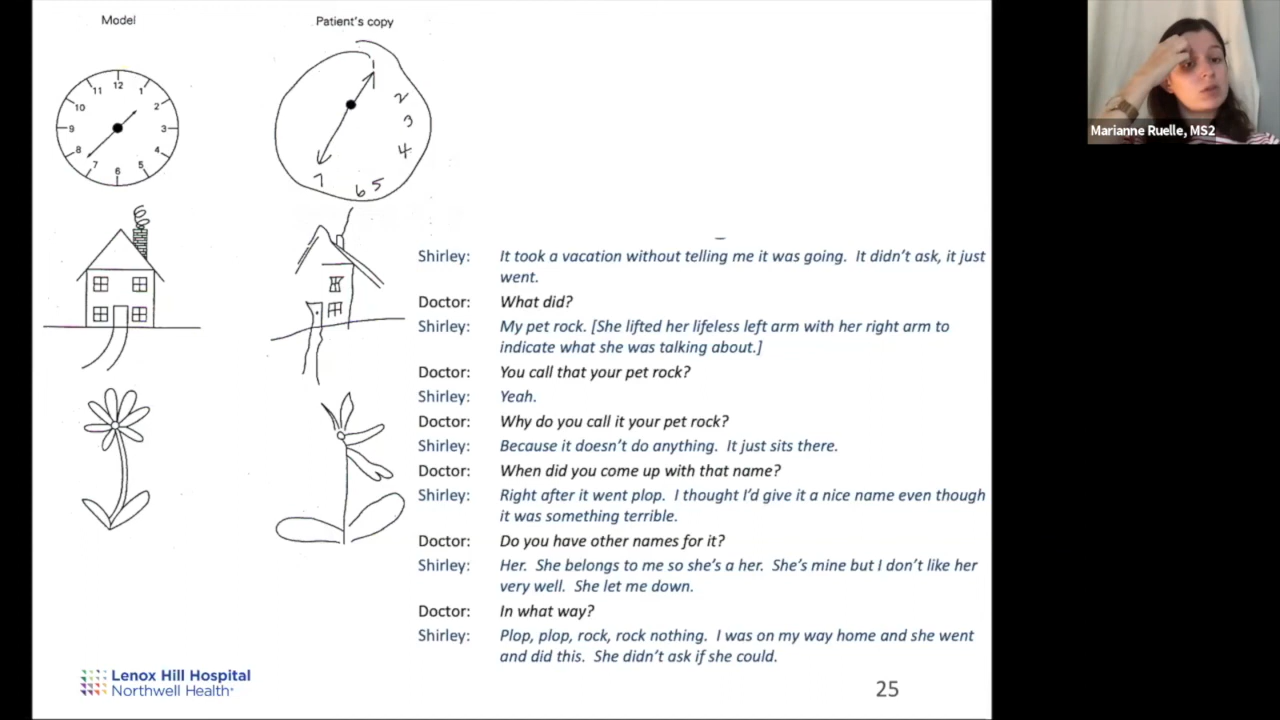 Model
Patient's copy
12
11
1
10
2
9
3
8
4
7
5
6
1
2
3
4
7
6 5
Shirley: It took a vacation without telling me it was going. It didn't ask, it just
went.
Doctor: What did?
Shirley: My pet rock. [She lifted her lifeless left arm with her right arm to
indicate what she was talking about.]
Doctor: You call that your pet rock?
Shirley: Yeah.
Doctor: Why do you call it your pet rock?
Shirley: Because it doesn't do anything. It just sits there.
Doctor: When did you come up with that name?
Shirley: Right after it went plop. I thought I'd give it a nice name even though
it was something terrible.
Doctor: Do you have other names for it?
Shirley: Her. She belongs to me so she's a her. She's mine but I don't like her
very well. She let me down.
Doctor: In what way?
Shirley: Plop, plop, rock, rock nothing. I was on my way home and she went
and did this. She didn't ask if she could.
Lenox Hill Hospital
Northwell Health
25
Marianne Ruelle, MS2